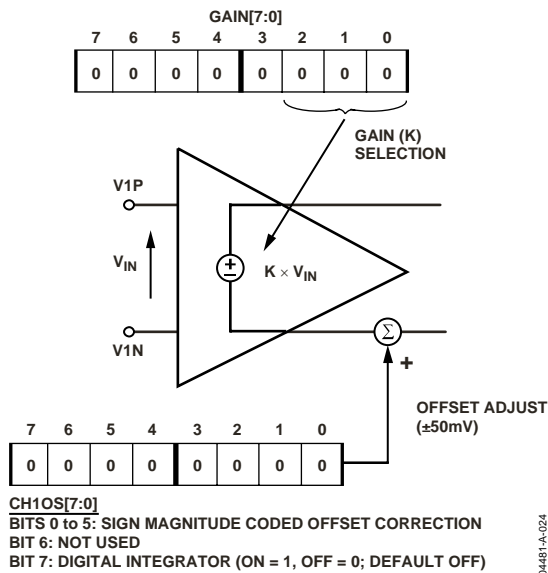 GAIN[7:0]
7 6 5 4 3 2 1 0
0 0 0 0 0 0 0 0
GAIN (K)
SELECTION
V1P
VIN
K × VIN
V1N
Σ
+
OFFSET ADJUST
(±50mV)
7 6 5 4 3 2 1 0
0 0 0 0 0 0 0 0
CH1OS[7:0]
BITS 0 to 5: SIGN MAGNITUDE CODED OFFSET CORRECTION
BIT 6: NOT USED
BIT 7: DIGITAL INTEGRATOR (ON = 1, OFF = 0; DEFAULT OFF)
04481-A-024